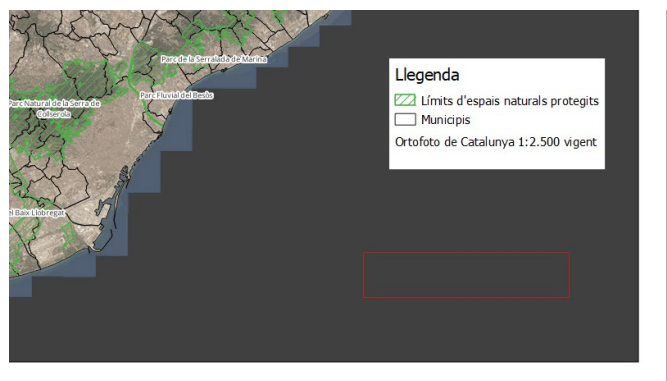 Parc de la Serralada de Marina
Parc Fluvial del Besòs
Parc Natural de la Serra de
Collserola
el Baix Llobregat
Llegenda
Límits d'espais naturals protegits
Municipis
Ortofoto de Catalunya 1:2.500 vigent